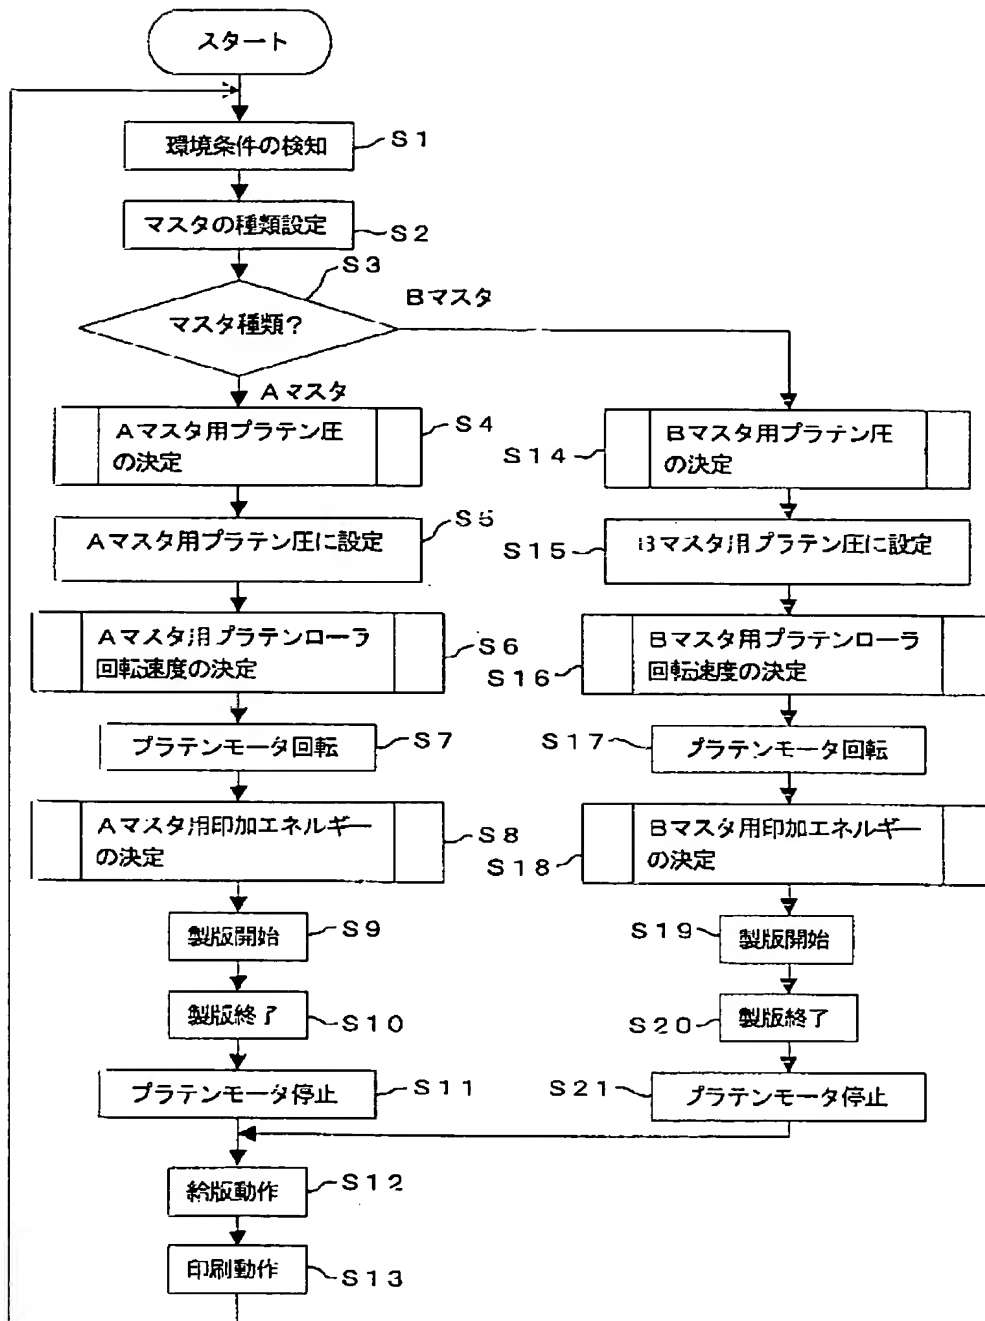 スタート
環境条件の検知
S1
マスタの種類設定
S2
S3
マスタ種類?
Bマスタ
Aマスタ
Aマスタ用プラテン圧
の決定
S4
Bマスタ用プラテン圧
の決定
S14
Aマスタ用プラテン圧に設定
S5
Bマスタ用プラテン圧に設定
S15
Aマスタ用プラテンローラ
回転速度の決定
S6
Bマスタ用プラテンローラ
回転速度の決定
S16
プラテンモータ回転
S7
プラテンモータ回転
S17
Aマスタ用印加エネルギー
の決定
S8
Bマスタ用印加エネルギー
の決定
S18
製版開始
S9
製版開始
S19
製版終了
S10
製版終了
S20
プラテンモータ停止
S11
プラテンモータ停止
S21
給版動作
S12
印刷動作
S13